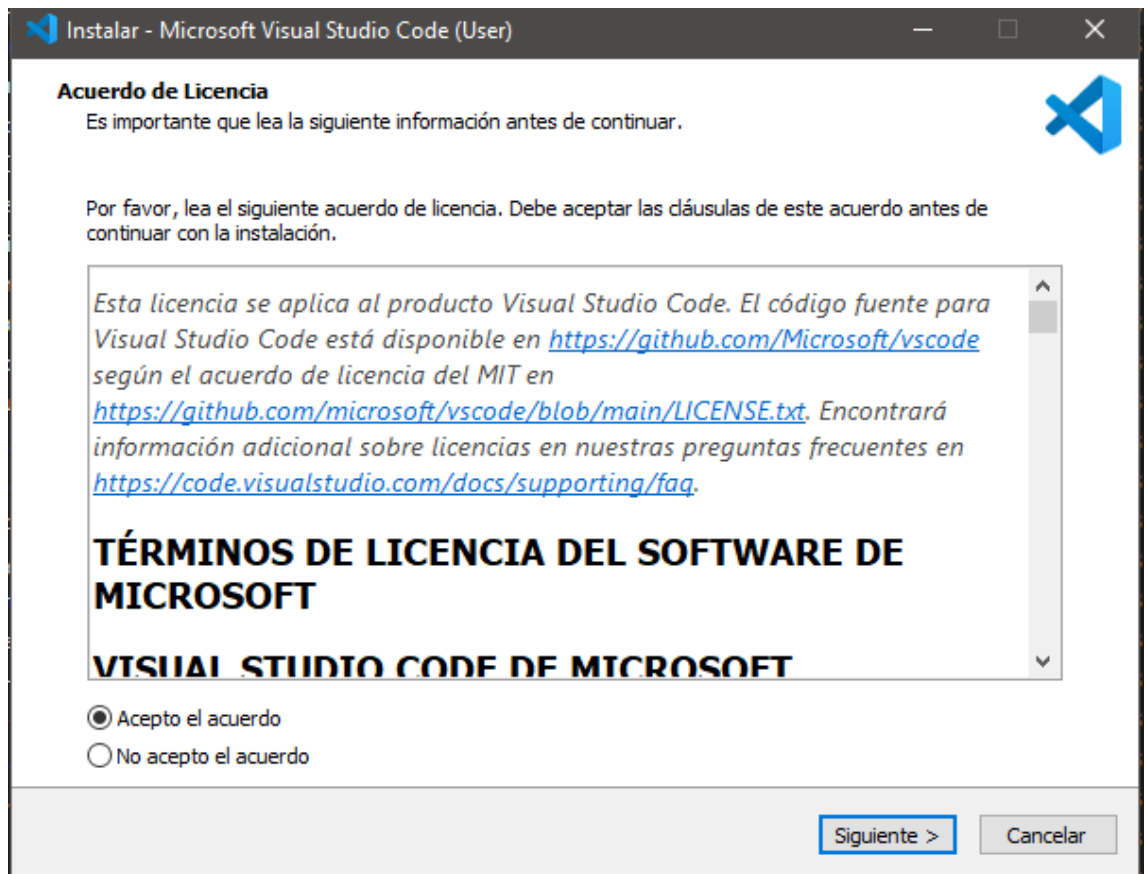 Instalar - Microsoft Visual Studio Code (User)
Acuerdo de Licencia
Es importante que lea la siguiente información antes de continuar.
Por favor, lea el siguiente acuerdo de licencia. Debe aceptar las cláusulas de este acuerdo antes de
continuar con la instalación.
Esta licencia se aplica al producto Visual Studio Code. El código fuente para
Visual Studio Code está disponible en https://github.com/Microsoft/vscode
según el acuerdo de licencia del MIT en
https://github.com/microsoft/vscode/blob/main/LICENSE.txt. Encontrará
información adicional sobre licencias en nuestras preguntas frecuentes en
https://code.visualstudio.com/docs/supporting/faq.
TÉRMINOS DE LICENCIA DEL SOFTWARE DE
MICROSOFT
VISUAL STUDIO CODE DE MICROSOFT
Acepto el acuerdo
No acepto el acuerdo
Siguiente > Cancelar